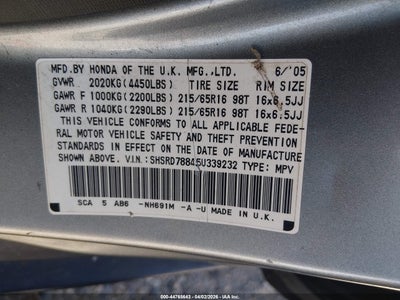 MFD.BY HONDA OF THE U.K. MFG.,LTD. 6/'05
GVWR 2020KG(4450LBS) TIRE SIZE RIM SIZE
GAWR F 1000KG(2200LBS) 215/65R16 98T 16x6.5JJ
GAWR R 1040KG(2290LBS) 215/65R16 98T 16x6.5JJ
THIS VEHICLE CONFORMS TO ALL APPLICABLE FEDE-
RAL MOTOR VEHICLE SAFETY AND THEFT PREVENTION
STANDARDS IN EFFECT ON THE DATE OF MANUFACTURE
SHOWN ABOVE. V.I.N.: SHSRD78845U339232 TYPE: MPV
SCA 5 AB6 -NH691M -A -U MADE IN U.K.
000-44765643 - 04/02/2026 - IAA Inc.